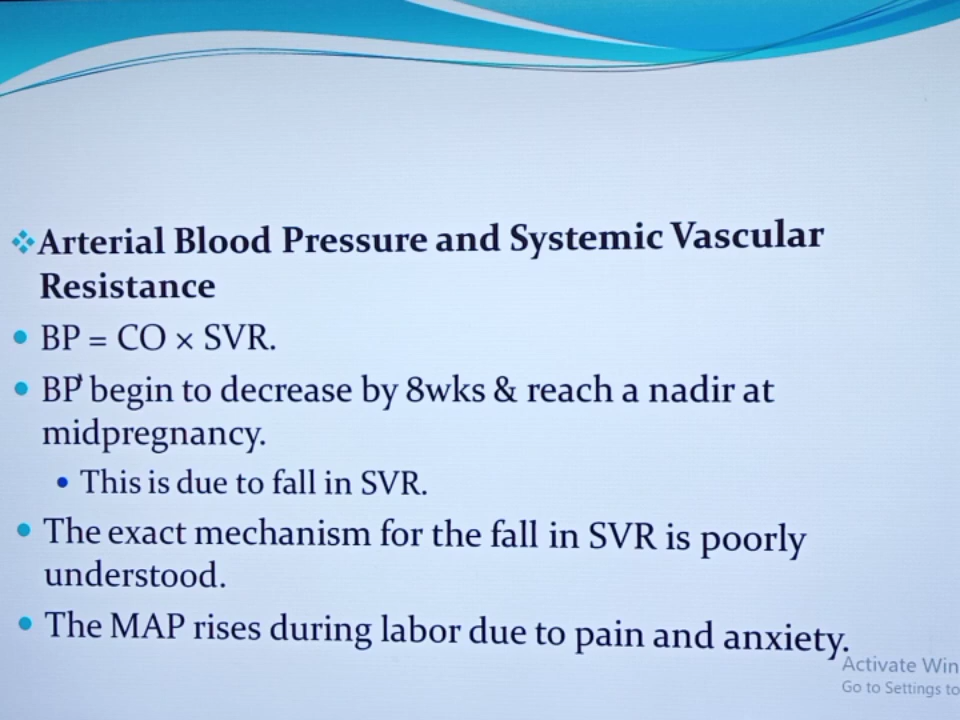 ❖Arterial Blood Pressure and Systemic Vascular
Resistance
• BP = CO × SVR.
• BP begin to decrease by 8wks & reach a nadir at
midpregnancy.
• This is due to fall in SVR.
• The exact mechanism for the fall in SVR is poorly
understood.
• The MAP rises during labor due to pain and anxiety.
Activate Win
Go to Settings to